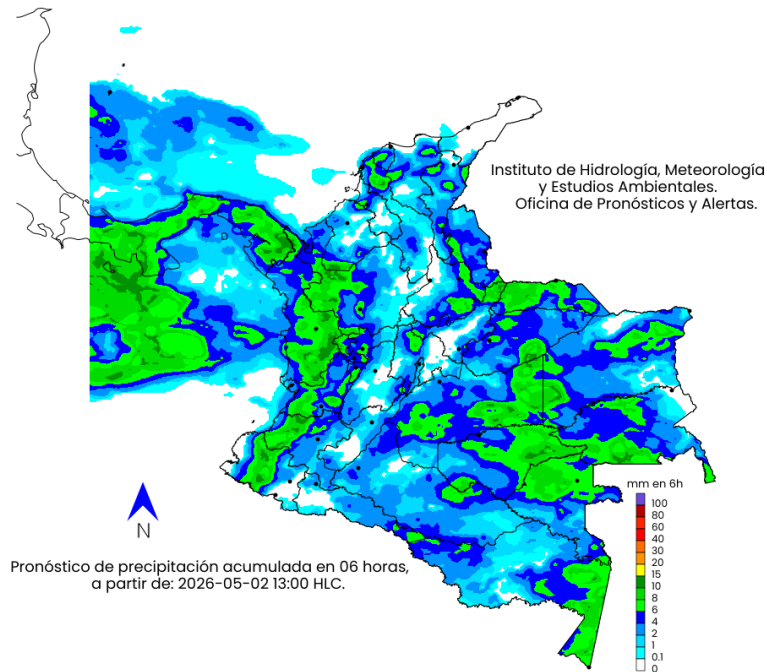 Instituto de Hidrología, Meteorología
y Estudios Ambientales.
Oficina de Pronósticos y Alertas.
mm en 6h
100
80
60
40
30
20
15
10
8
6
4
2
1
0.1
0
N
Pronóstico de precipitación acumulada en 06 horas,
a partir de: 2026-05-02 13:00 HLC.